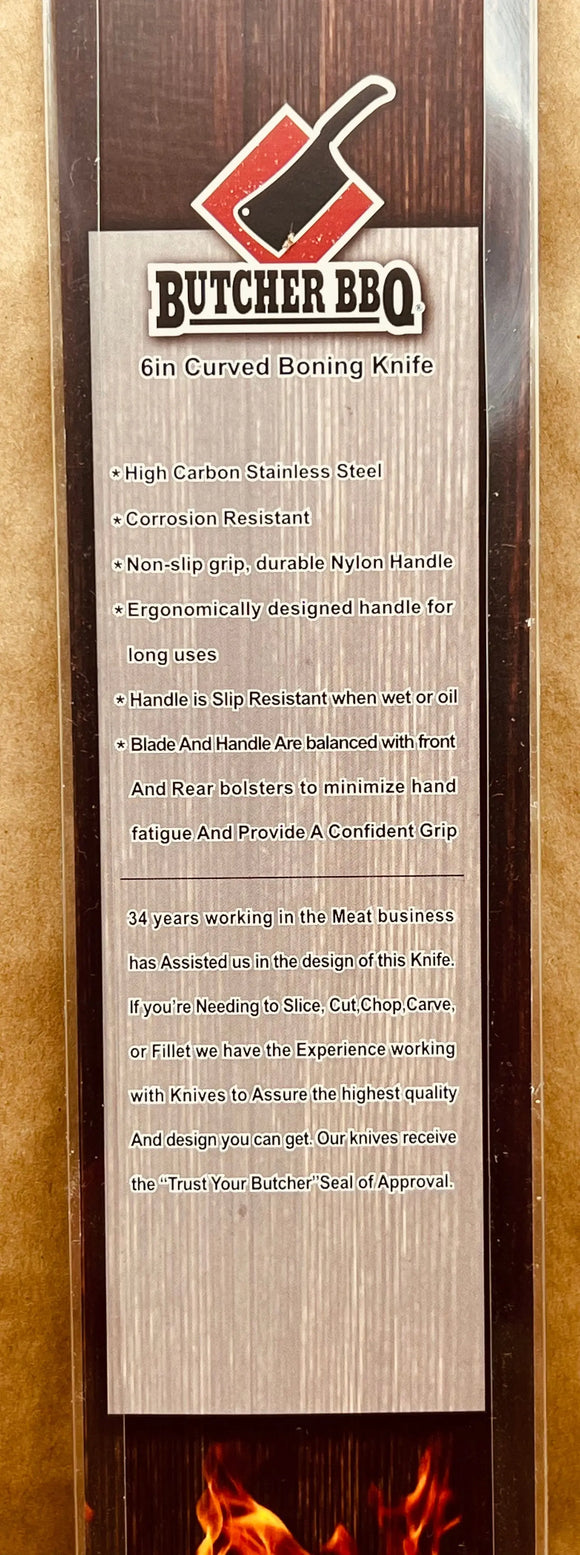 BUTCHER BBQ®
6in Curved Boning Knife
* High Carbon Stainless Steel
* Corrosion Resistant
* Non-slip grip, durable Nylon Handle
* Ergonomically designed handle for
long uses
* Handle is Slip Resistant when wet or oil
* Blade And Handle Are balanced with front
And Rear bolsters to minimize hand
fatigue And Provide A Confident Grip
34 years working in the Meat business
has Assisted us in the design of this Knife.
If you're Needing to Slice, Cut,Chop,Carve,
or Fillet we have the Experience working
with Knives to Assure the highest quality
And design you can get. Our knives receive
the “Trust Your Butcher”Seal of Approval.